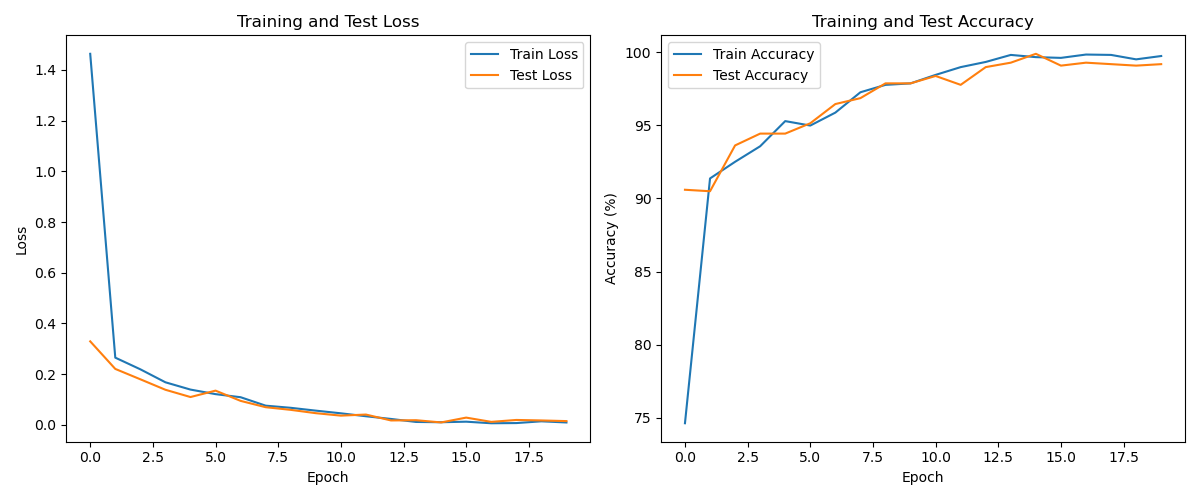 Training and Test Loss
Train Loss
Test Loss
1.4
1.2
1.0
0.8
0.6
0.4
0.2
0.0
Loss
0.0 2.5 5.0 7.5 10.0 12.5 15.0 17.5
Epoch
Training and Test Accuracy
Train Accuracy
Test Accuracy
100
95
90
85
80
75
Accuracy (%)
0.0 2.5 5.0 7.5 10.0 12.5 15.0 17.5
Epoch